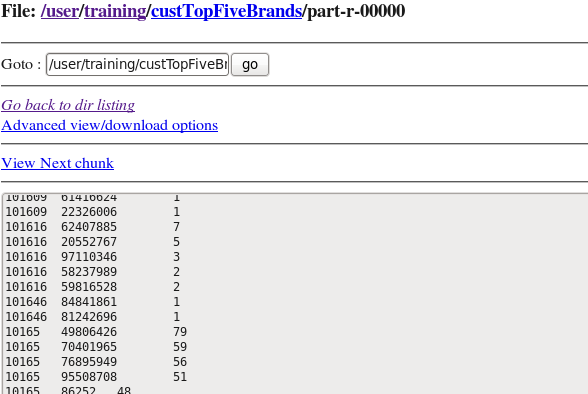 File: /user/training/custTopFiveBrands/part-r-00000
Goto : /user/training/custTopFiveBr go
Go back to dir listing
Advanced view/download options
View Next chunk
101609 61416624 1
101609 22326006 1
101616 62407885 7
101616 20552767 5
101616 97110346 3
101616 58237989 2
101616 59816528 2
101646 84841861 1
101646 81242696 1
10165 49806426 79
10165 70401965 59
10165 76895949 56
10165 95508708 51
10165 86252 48